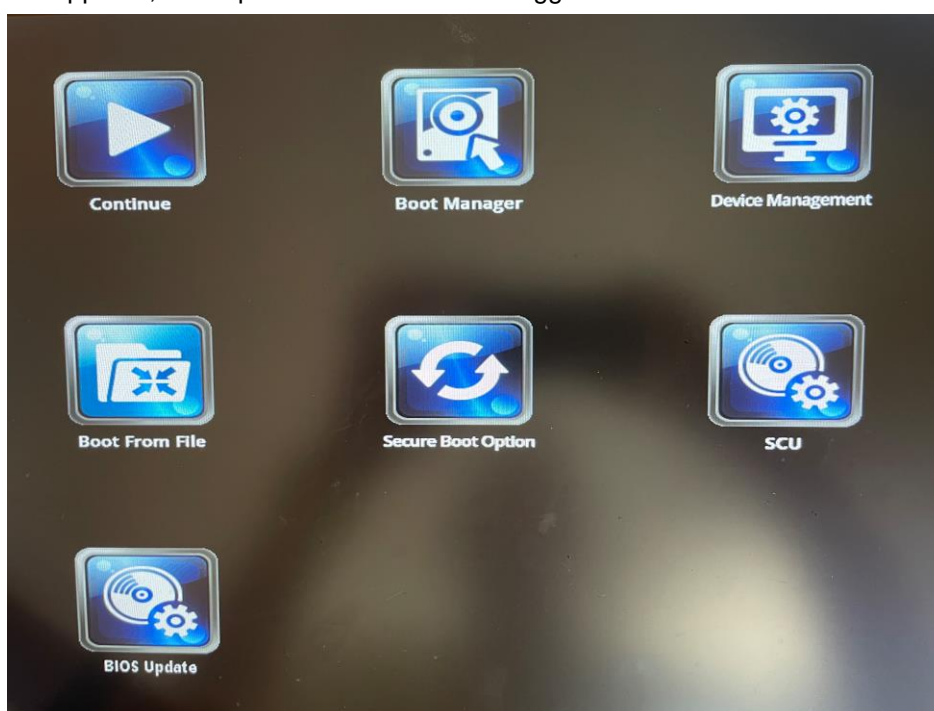 Continue
Boot Manager
Device Management
Boot From File
Secure Boot Option
SCU
BIOS Update